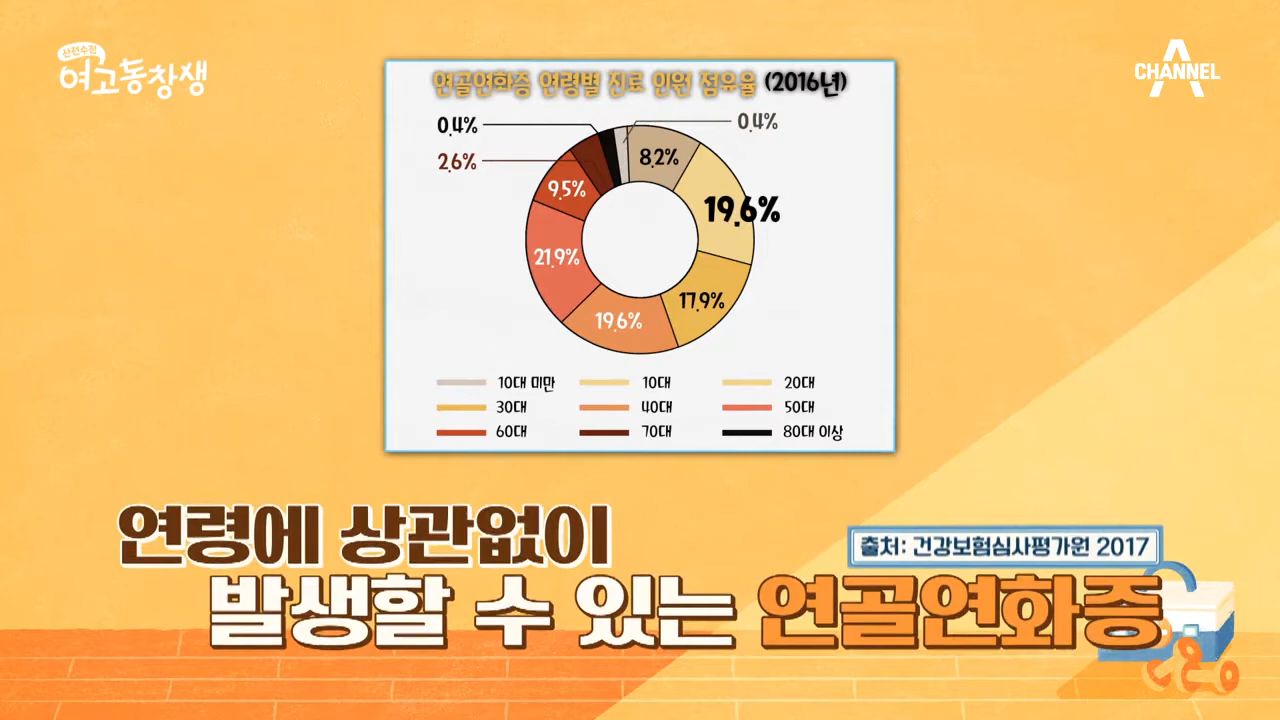 산전수전
여고동창생
CHANNEL
연골연화증 연령별 진료 인원 점유율 (2016년)
0.4%
0.4%
8.2%
2.6%
9.5%
19.6%
21.9%
17.9%
19.6%
10대 미만
10대
20대
30대
40대
50대
60대
70대
80대 이상
연령에 상관없이
출처: 건강보험심사평가원 2017
발생할 수 있는 연골연화증